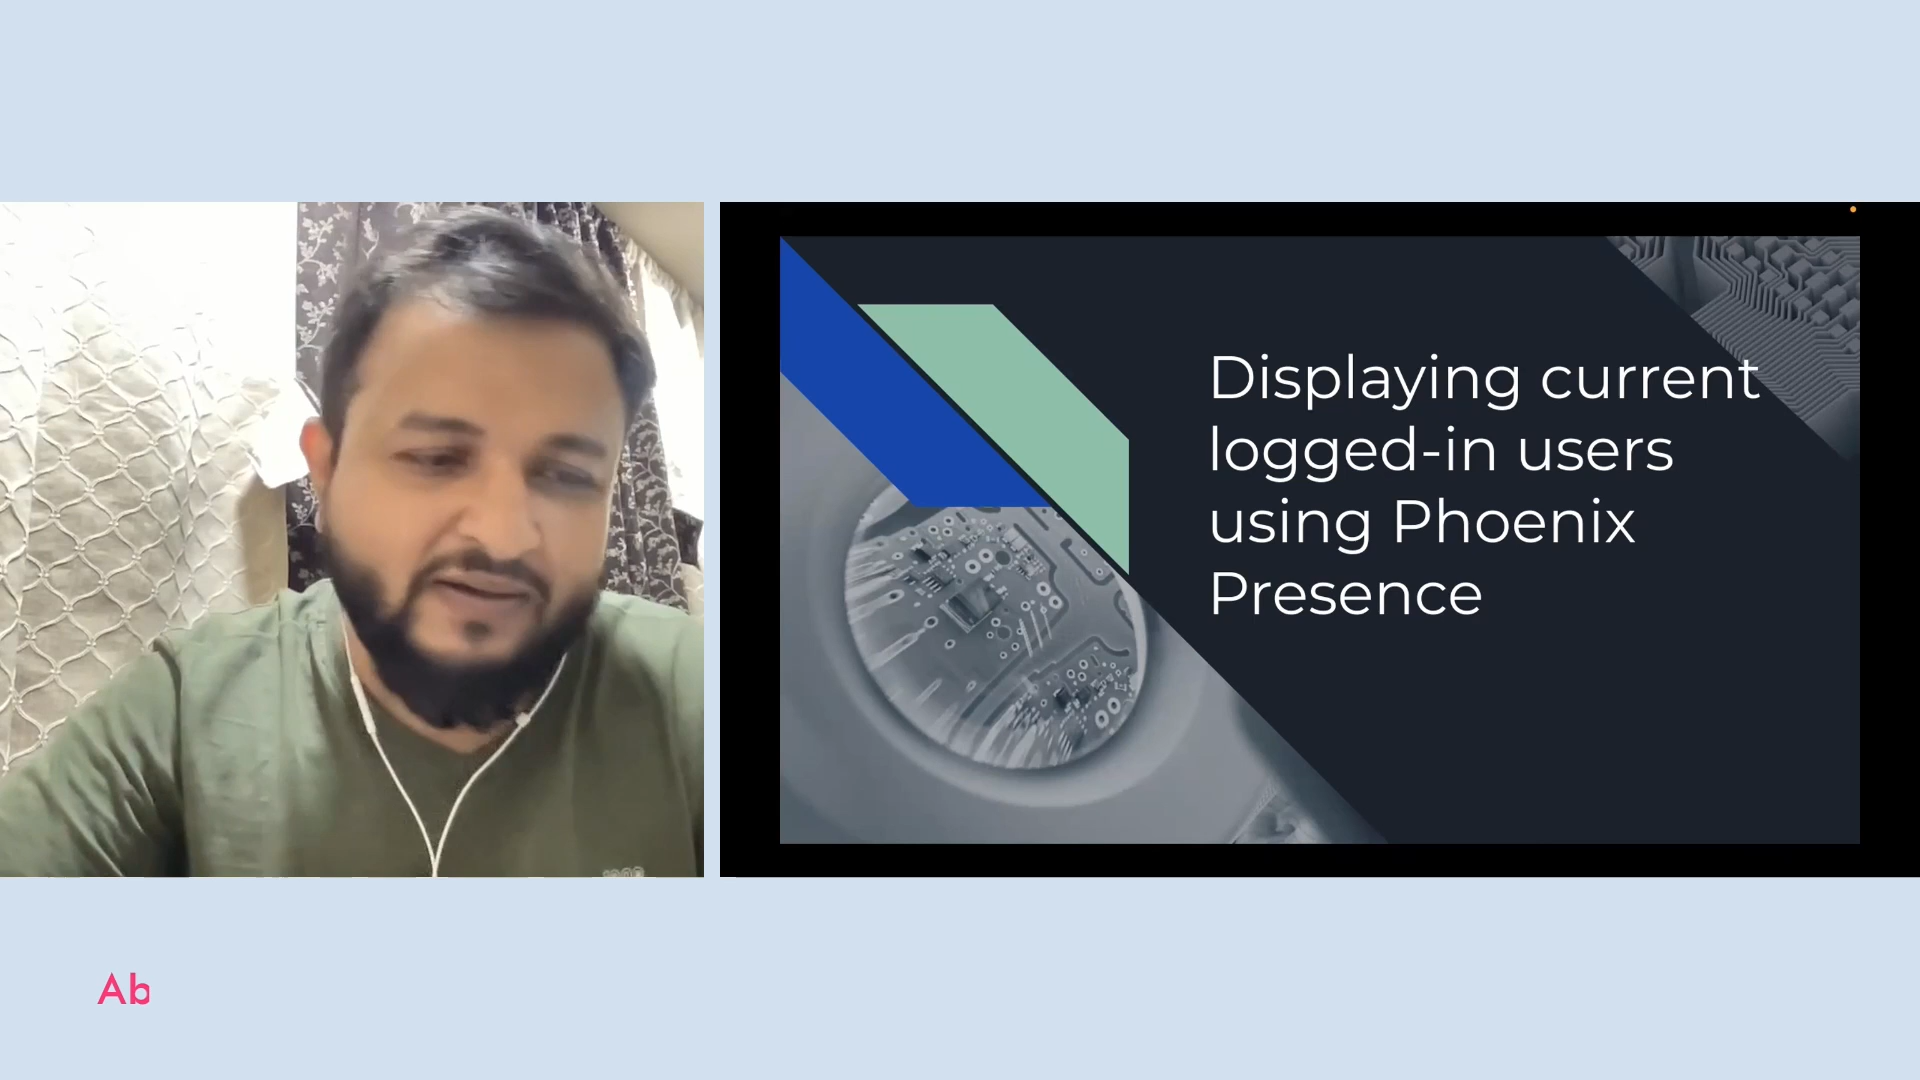 Displaying current
logged-in users
using Phoenix
Presence
Ab